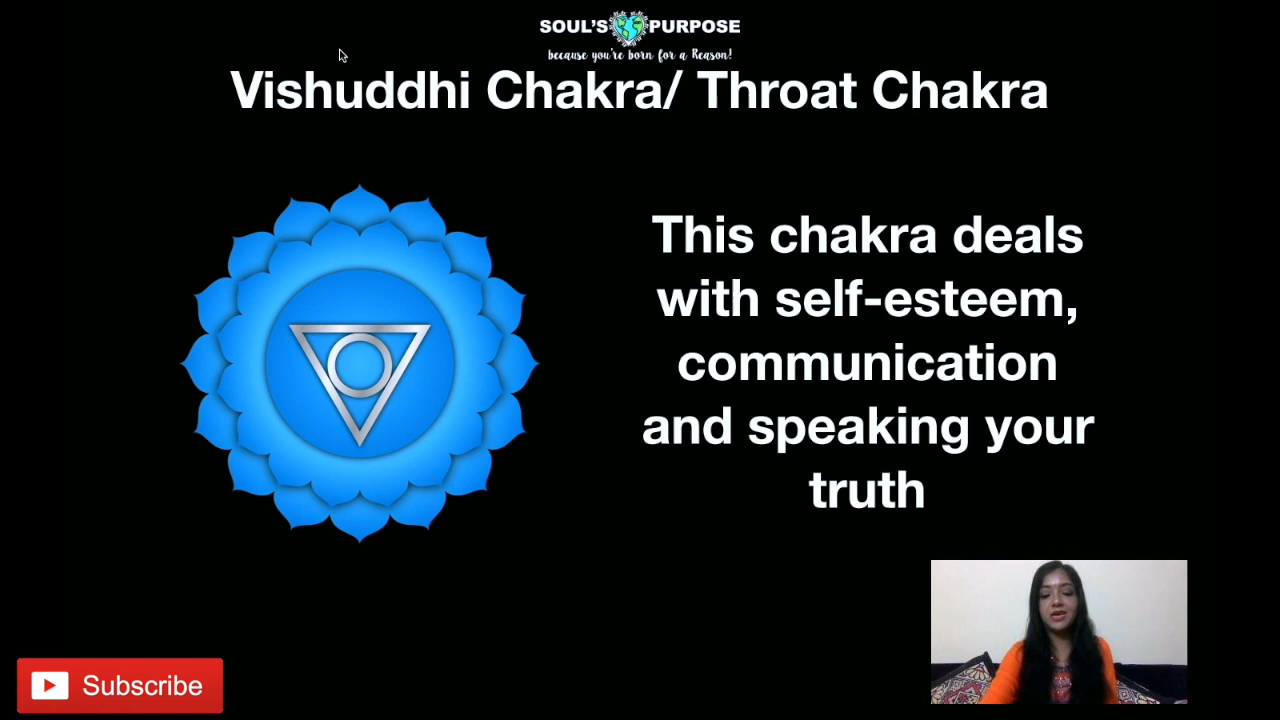 SOUL'S PURPOSE
because you're born for a Reason!
Vishuddhi Chakra/ Throat Chakra
This chakra deals
with self-esteem,
communication
and speaking your
truth
Subscribe